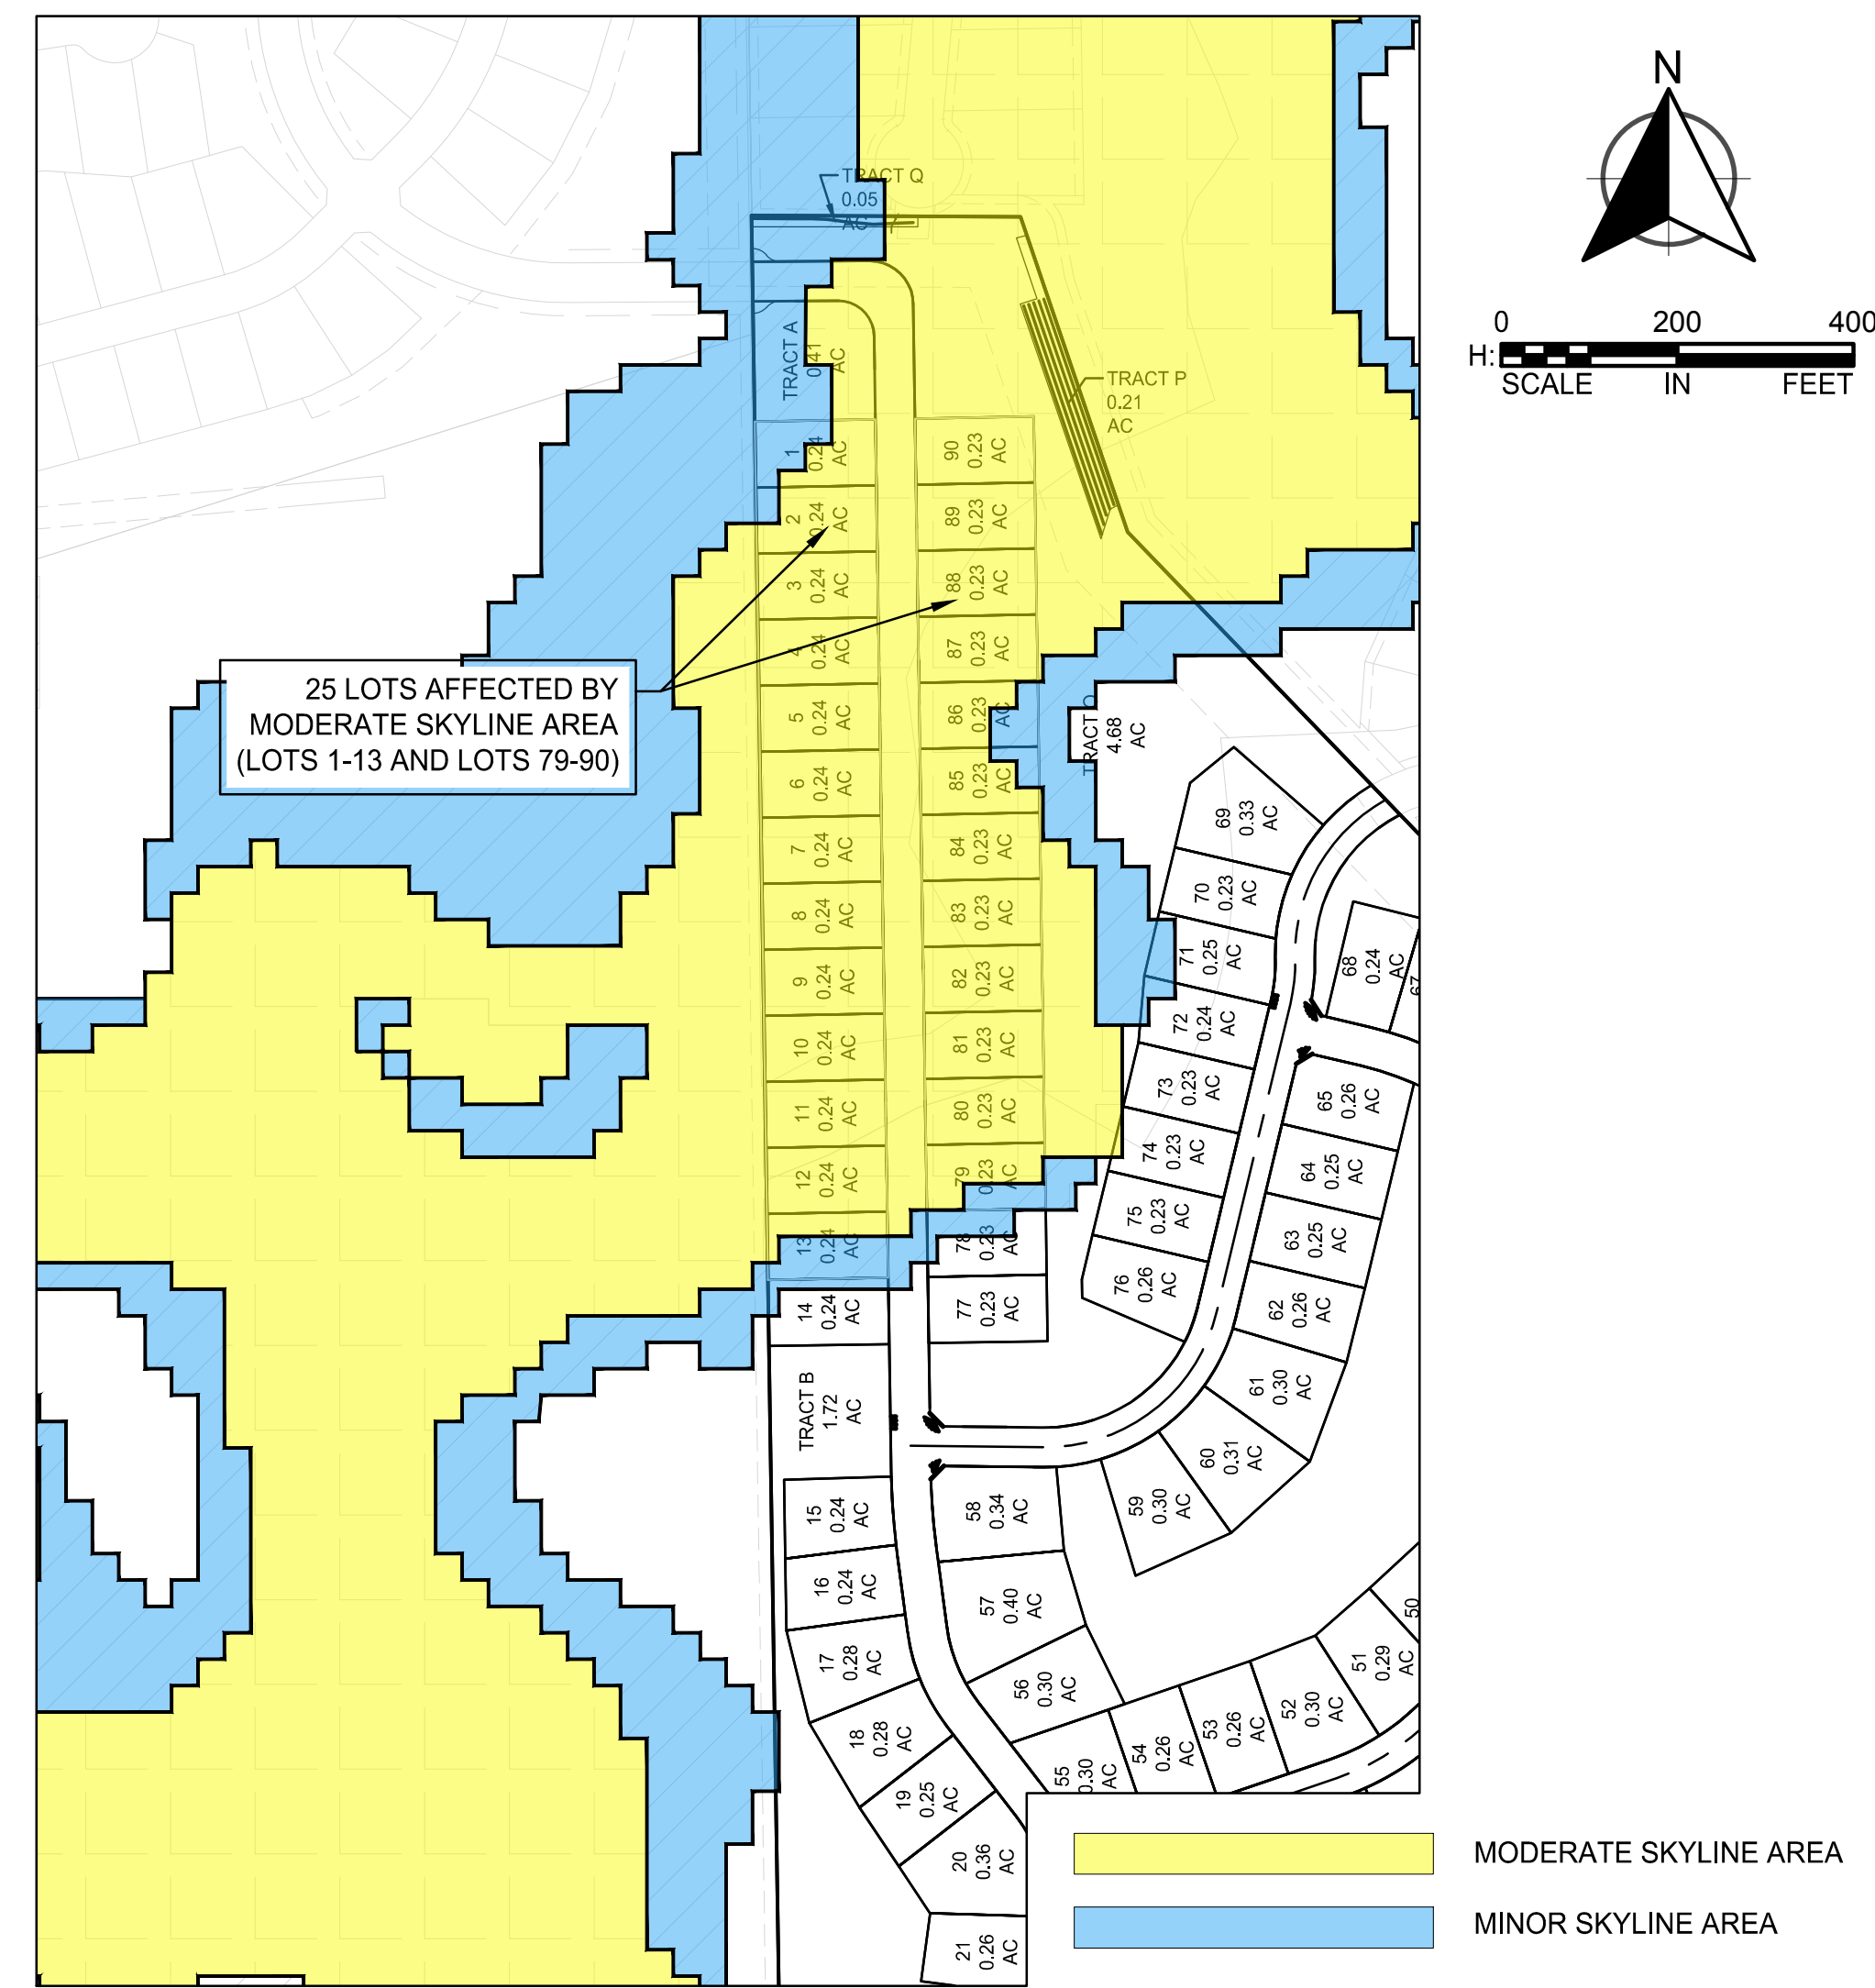 N
0 200 400
H:
SCALE IN FEET
TRACT Q
0.05
AC
TRACT A
0.41
AC
TRACT P
0.21
AC
1
0.24
AC
2
0.24
AC
3
0.24
AC
4
0.24
AC
5
0.24
AC
6
0.24
AC
7
0.24
AC
8
0.24
AC
9
0.24
AC
10
0.24
AC
11
0.24
AC
12
0.24
AC
13
0.24
AC
14
0.24
AC
90
0.23
AC
89
0.23
AC
88
0.23
AC
87
0.23
AC
86
0.23
AC
85
0.23
AC
84
0.23
AC
83
0.23
AC
82
0.23
AC
81
0.23
AC
80
0.23
AC
79
0.23
AC
78
0.23
AC
77
0.23
AC
25 LOTS AFFECTED BY
MODERATE SKYLINE AREA
(LOTS 1-13 AND LOTS 79-90)
TRACT O
4.68
AC
69
0.33
AC
70
0.23
AC
71
0.25
AC
72
0.24
AC
73
0.23
AC
74
0.23
AC
75
0.23
AC
76
0.26
AC
68
0.24
AC
67
65
0.26
AC
64
0.25
AC
63
0.25
AC
62
0.26
AC
61
0.30
AC
60
0.31
AC
59
0.30
AC
TRACT B
1.72
AC
15
0.24
AC
16
0.24
AC
17
0.28
AC
18
0.28
AC
19
0.25
AC
20
0.36
AC
21
0.26
AC
58
0.34
AC
57
0.40
AC
56
0.30
AC
55
0.30
AC
54
0.26
AC
53
0.26
AC
52
0.30
AC
51
0.29
AC
50
MODERATE SKYLINE AREA
MINOR SKYLINE AREA